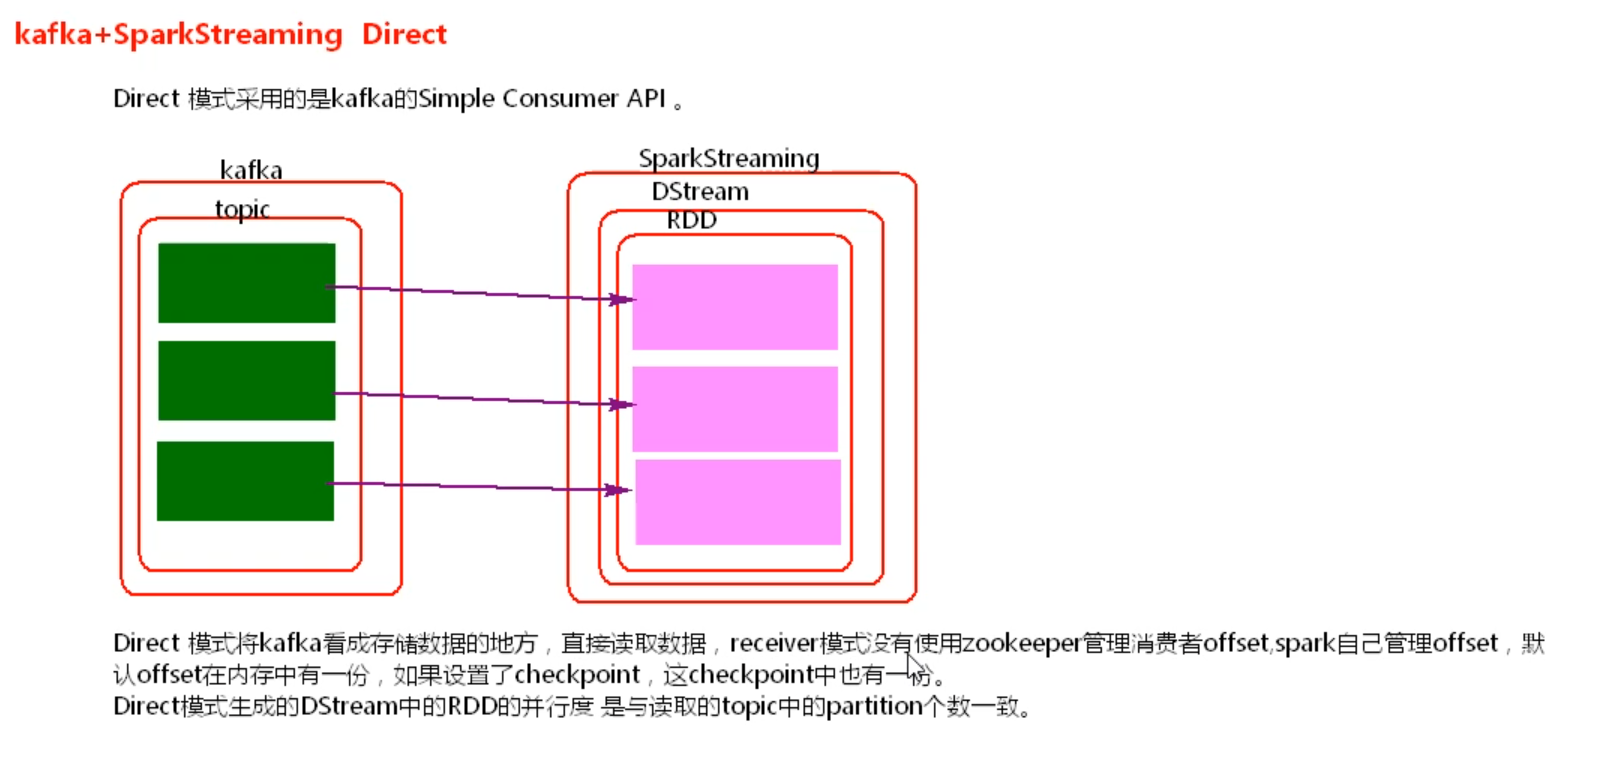 kafka+SparkStreaming Direct
Direct 模式采用的是kafka的Simple Consumer API 。
kafka
topic
SparkStreaming
DStream
RDD
Direct 模式将kafka看成存储数据的地方，直接读取数据，receiver模式没有使用zookeeper管理消费者offset,spark自己管理offset，默
认offset在内存中有一份，如果设置了checkpoint，这checkpoint中也有一份。
Direct模式生成的DStream中的RDD的并行度 是与读取的topic中的partition个数一致。